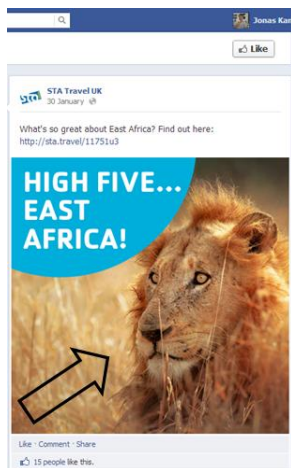 Jonas Kar
Like
STA Travel UK
30 January
What's so great about East Africa? Find out here:
http://sta.travel/11751u3
HIGH FIVE...
EAST
AFRICA!
Like · Comment · Share
15 people like this.